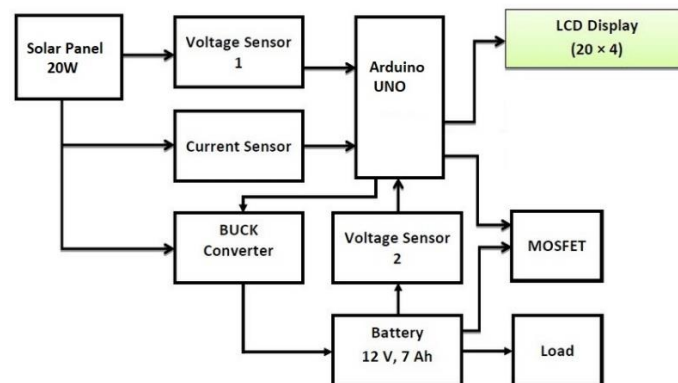 Solar Panel
20W
Voltage Sensor
1
Arduino
UNO
LCD Display
(20 × 4)
Current Sensor
BUCK
Converter
Voltage Sensor
2
MOSFET
Battery
12 V, 7 Ah
Load